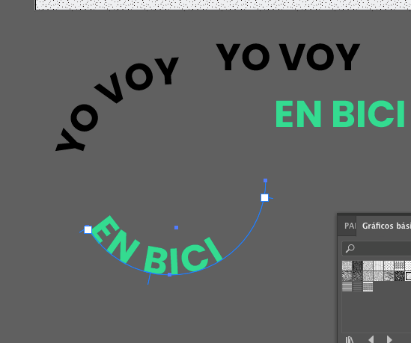 YO VOY
YO VOY
EN BICI
EN BICI
Gráficos bás